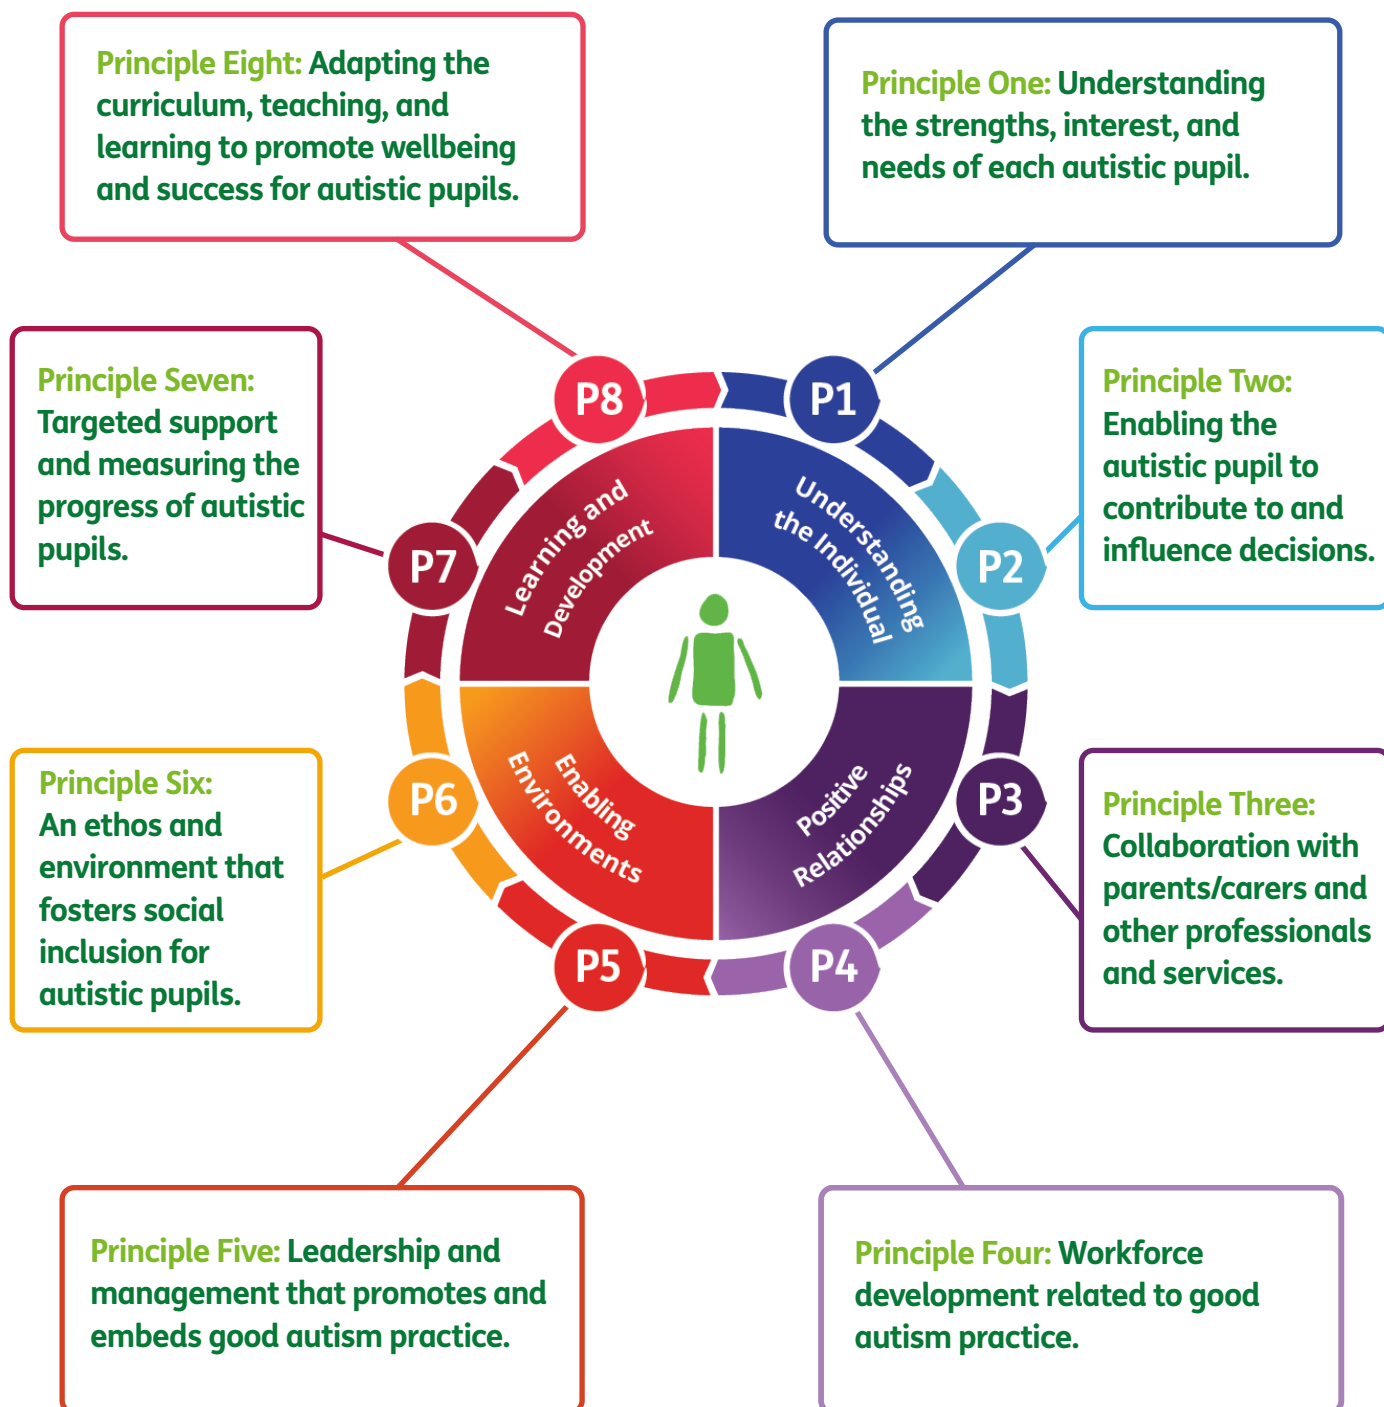 Principle Eight: Adapting the
curriculum, teaching, and
learning to promote wellbeing
and success for autistic pupils.
Principle One: Understanding
the strengths, interest, and
needs of each autistic pupil.
Principle Seven:
Targeted support
and measuring the
progress of autistic
pupils.
Principle Two:
Enabling the
autistic pupil to
contribute to and
influence decisions.
P8
P1
P7
P2
Learning and
Development
Understanding
the Individual
Enabling
Environments
Positive
Relationships
P6
P3
P5
P4
Principle Six:
An ethos and
environment that
fosters social
inclusion for
autistic pupils.
Principle Three:
Collaboration with
parents/carers and
other professionals
and services.
Principle Five: Leadership and
management that promotes and
embeds good autism practice.
Principle Four: Workforce
development related to good
autism practice.